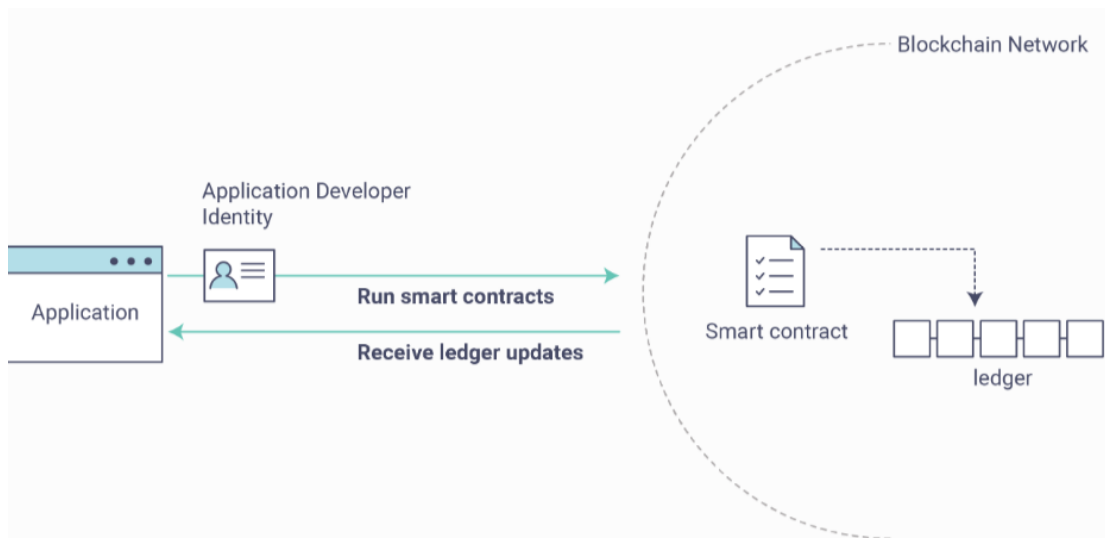 Blockchain Network
Application Developer
Identity
Application
Run smart contracts
Receive ledger updates
Smart contract
ledger